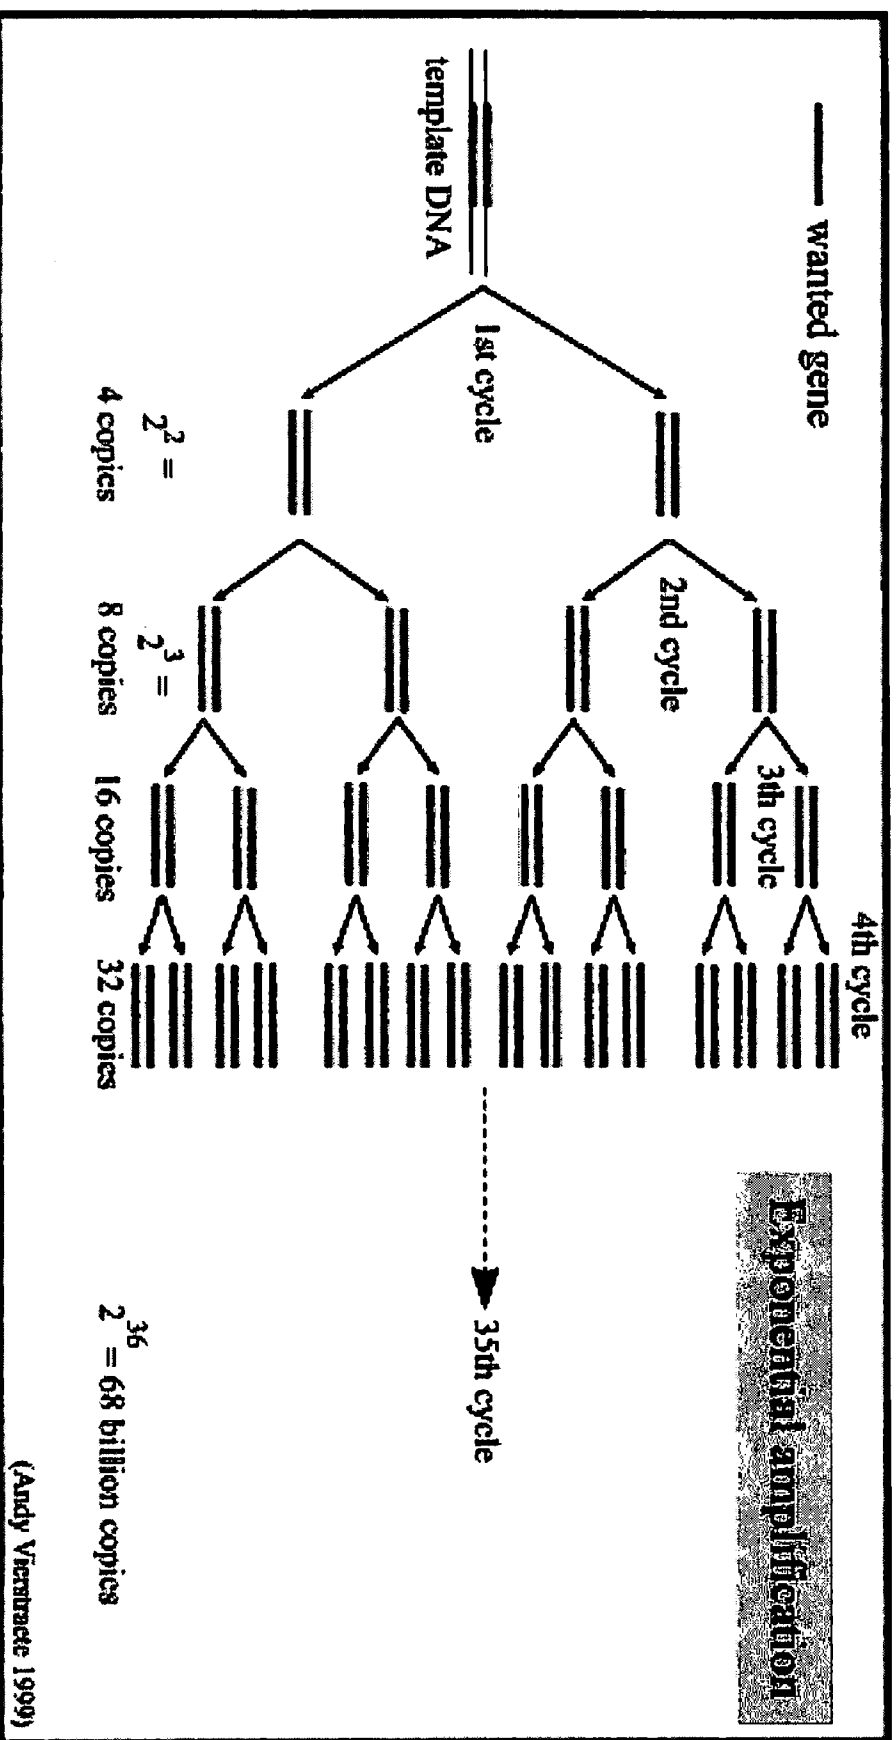 Exponential amplification
wanted gene
template DNA
1st cycle
2nd cycle
3th cycle
4th cycle
35th cycle
2² =
4 copies
2³ =
8 copies
16 copies
32 copies
2³⁶ = 68 billion copies
(Andy Vierstracte 1999)